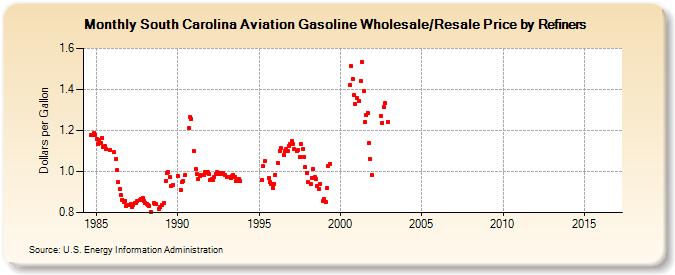 Monthly South Carolina Aviation Gasoline Wholesale/Resale Price by Refiners
Dollars per Gallon
1.6
1.4
1.2
1.0
0.8
1985 1990 1995 2000 2005 2010 2015
Source: U.S. Energy Information Administration